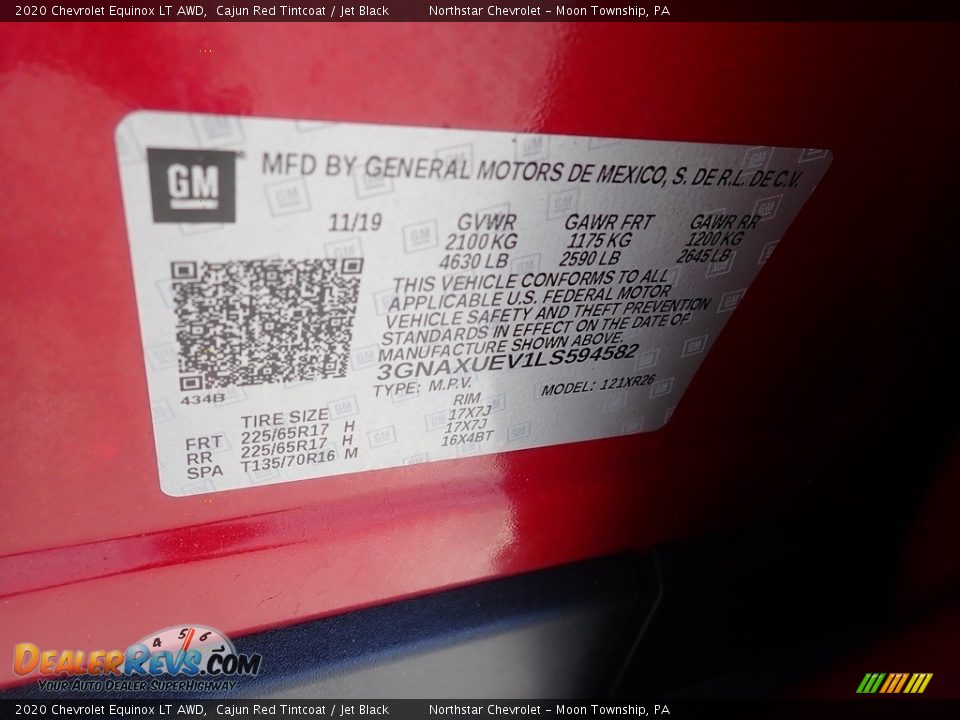 2020 Chevrolet Equinox LT AWD, Cajun Red Tintcoat / Jet Black Northstar Chevrolet - Moon Township, PA
GM MFD BY GENERAL MOTORS DE MEXICO, S. DE R.L. DE C.V.
11/19 GVWR GAWR FRT GAWR RR
2100 KG 1175 KG 1200 KG
4630 LB 2590 LB 2645 LB
THIS VEHICLE CONFORMS TO ALL
APPLICABLE U.S. FEDERAL MOTOR
VEHICLE SAFETY AND THEFT PREVENTION
STANDARDS IN EFFECT ON THE DATE OF
MANUFACTURE SHOWN ABOVE.
3GNAXUEV1LS594582
434B TYPE: M.P.V. MODEL: 121XR26
TIRE SIZE RIM
FRT 225/65R17 H 17X7J
RR 225/65R17 H 17X7J
SPA T135/70R16 M 16X4BT
4 5 6
DEALERREVS.COM
YOUR AUTO DEALER SUPERHIGHWAY
2020 Chevrolet Equinox LT AWD, Cajun Red Tintcoat / Jet Black Northstar Chevrolet - Moon Township, PA